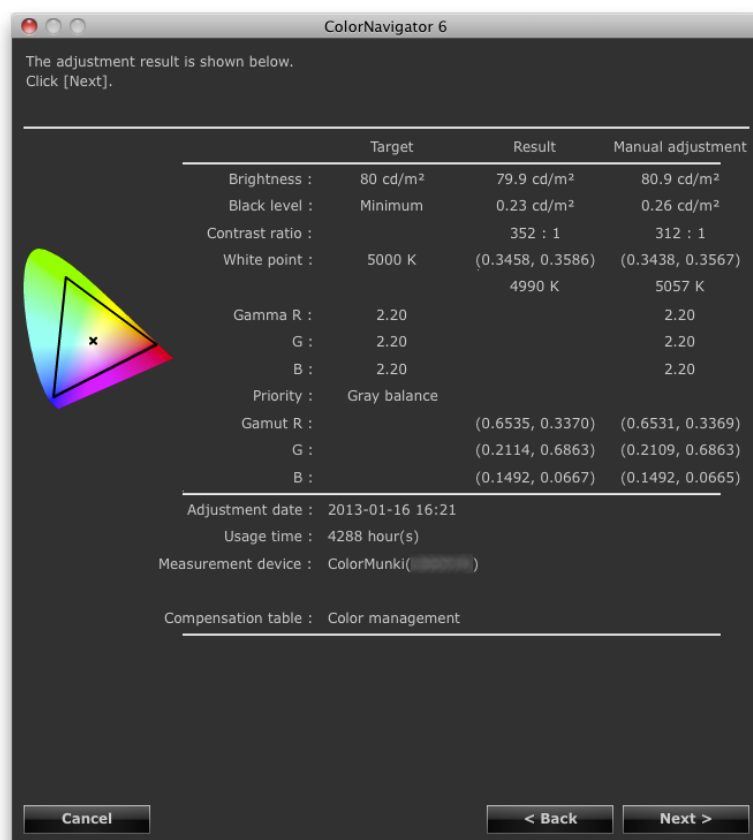 ColorNavigator 6
The adjustment result is shown below.
Click [Next].
Target Result Manual adjustment
Brightness : 80 cd/m² 79.9 cd/m² 80.9 cd/m²
Black level : Minimum 0.23 cd/m² 0.26 cd/m²
Contrast ratio : 352 : 1 312 : 1
White point : 5000 K (0.3458, 0.3586) (0.3438, 0.3567)
4990 K 5057 K
Gamma R : 2.20 2.20
G : 2.20 2.20
B : 2.20 2.20
Priority : Gray balance
Gamut R : (0.6535, 0.3370) (0.6531, 0.3369)
G : (0.2114, 0.6863) (0.2109, 0.6863)
B : (0.1492, 0.0667) (0.1492, 0.0665)
Adjustment date : 2013-01-16 16:21
Usage time : 4288 hour(s)
Measurement device : ColorMunki( )
Compensation table : Color management
Cancel < Back Next >